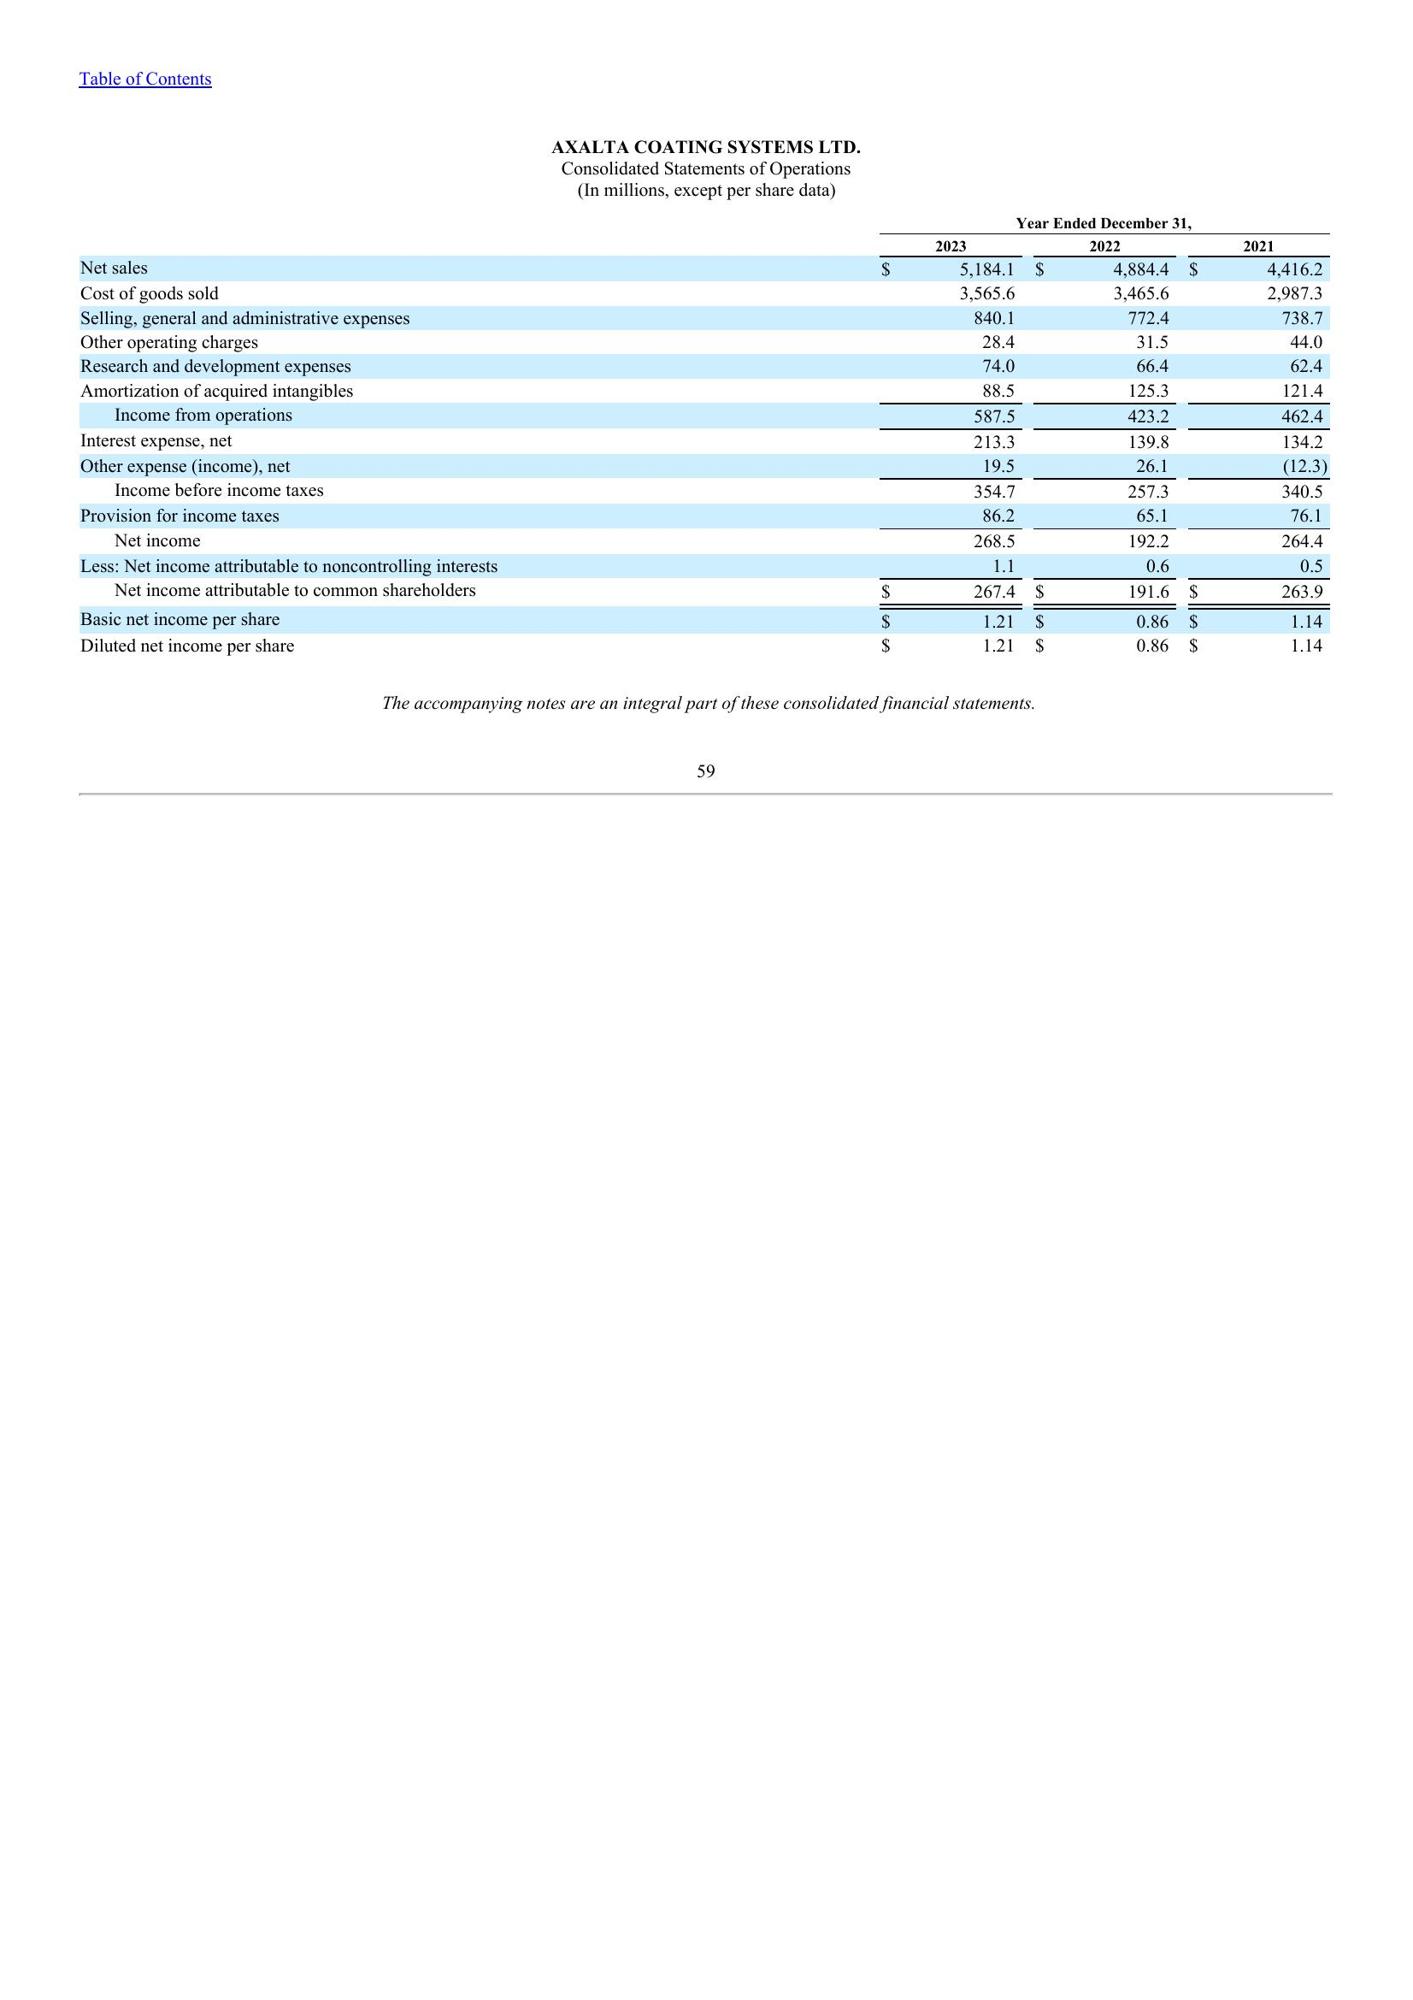 Table of Contents
AXALTA COATING SYSTEMS LTD.
Consolidated Statements of Operations
(In millions, except per share data)
Year Ended December 31,
2023 2022 2021
Net sales $ 5,184.1 $ 4,884.4 $ 4,416.2
Cost of goods sold 3,565.6 3,465.6 2,987.3
Selling, general and administrative expenses 840.1 772.4 738.7
Other operating charges 28.4 31.5 44.0
Research and development expenses 74.0 66.4 62.4
Amortization of acquired intangibles 88.5 125.3 121.4
Income from operations 587.5 423.2 462.4
Interest expense, net 213.3 139.8 134.2
Other expense (income), net 19.5 26.1 (12.3)
Income before income taxes 354.7 257.3 340.5
Provision for income taxes 86.2 65.1 76.1
Net income 268.5 192.2 264.4
Less: Net income attributable to noncontrolling interests 1.1 0.6 0.5
Net income attributable to common shareholders $ 267.4 $ 191.6 $ 263.9
Basic net income per share $ 1.21 $ 0.86 $ 1.14
Diluted net income per share $ 1.21 $ 0.86 $ 1.14
The accompanying notes are an integral part of these consolidated financial statements.
59